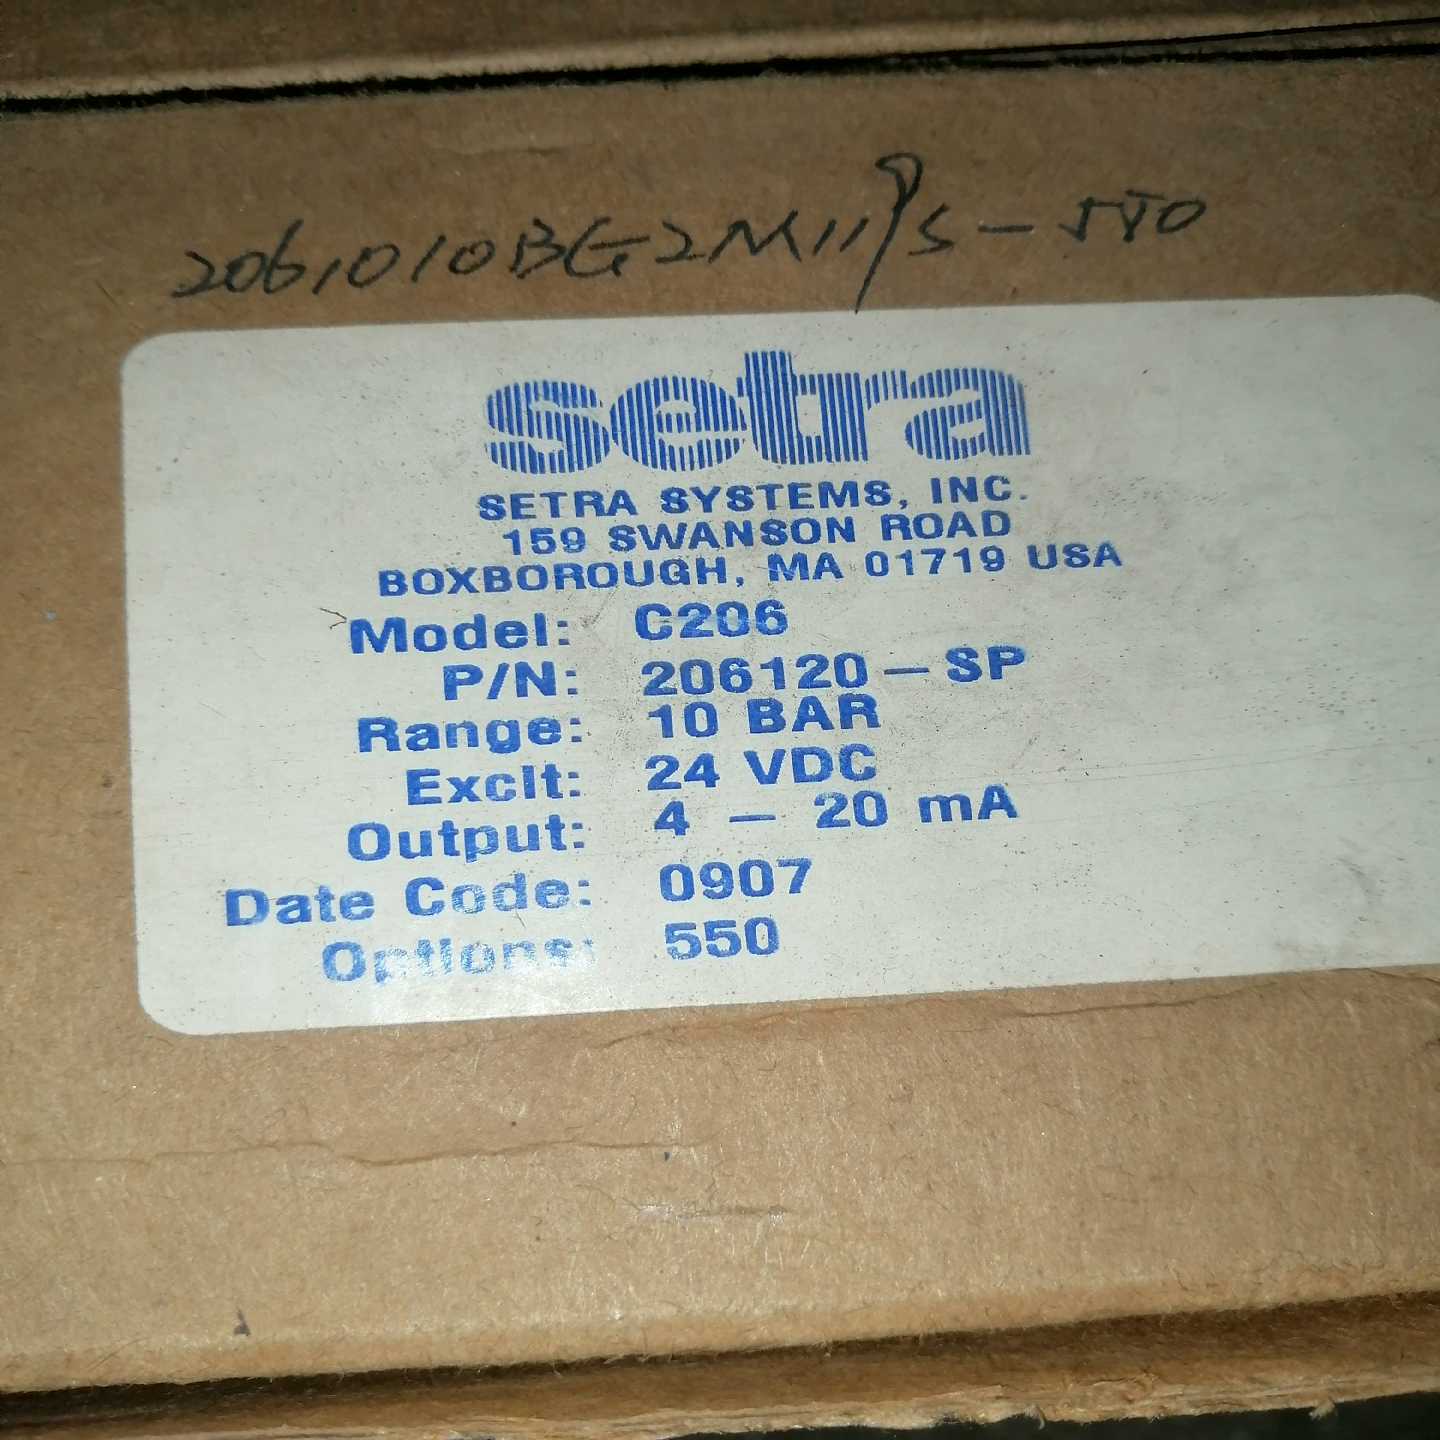 2061010BG2M119S-550
setra
SETRA SYSTEMS, INC.
159 SWANSON ROAD
BOXBOROUGH, MA 01719 USA
Model: C206
P/N: 206120-SP
Range: 10 BAR
Excit: 24 VDC
Output: 4 - 20 mA
Date Code: 0907
Options: 550